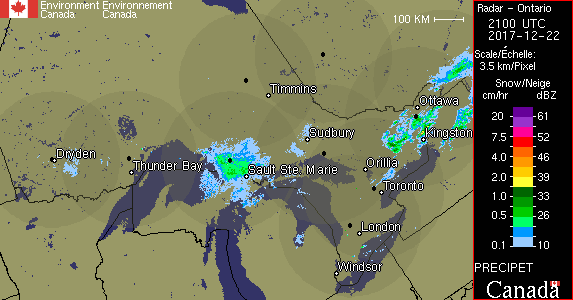 Environment Environnement
Canada Canada
100 KM
Timmins
Ottawa
Sudbury
Kingston
Dryden
Thunder Bay
Sault Ste. Marie
Orillia
Toronto
London
Windsor
Radar - Ontario
2100 UTC
2017-12-22
Scale/Échelle:
3.5 km/Pixel
Snow/Neige
cm/hr dBZ
20 61
7.5 52
4.0 46
2.0 39
1.0 33
0.5 26
0.1 10
PRECIPET
Canada